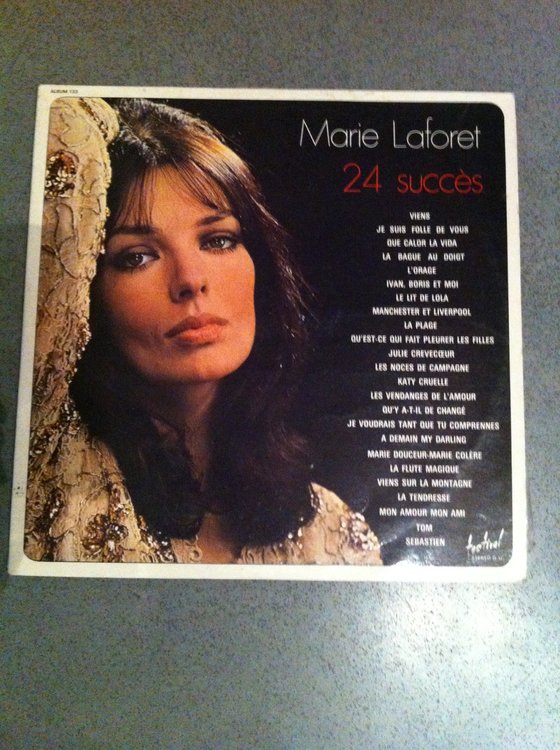 ALBUM 133
Marie Laforet
24 succès
VIENS
JE SUIS FOLLE DE VOUS
QUE CALOR LA VIDA
LA BAGUE AU DOIGT
L'ORAGE
IVAN, BORIS ET MOI
LE LIT DE LOLA
MANCHESTER ET LIVERPOOL
LA PLAGE
QU'EST-CE QUI FAIT PLEURER LES FILLES
JULIE CREVECŒUR
LES NOCES DE CAMPAGNE
KATY CRUELLE
LES VENDANGES DE L'AMOUR
QU'Y A-T-IL DE CHANGÉ
JE VOUDRAIS TANT QUE TU COMPRENNES
A DEMAIN MY DARLING
MARIE DOUCEUR-MARIE COLÈRE
LA FLUTE MAGIQUE
VIENS SUR LA MONTAGNE
LA TENDRESSE
MON AMOUR MON AMI
TOM
SEBASTIEN
festival
STEREO G.U.